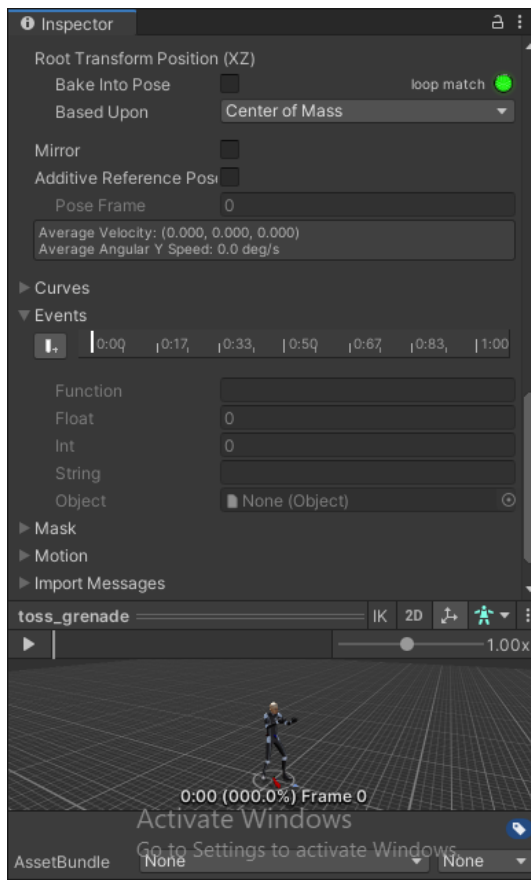 Inspector
Root Transform Position (XZ)
Bake Into Pose
loop match
Based Upon
Center of Mass
Mirror
Additive Reference Pos
Pose Frame
0
Average Velocity: (0.000, 0.000, 0.000)
Average Angular Y Speed: 0.0 deg/s
Curves
Events
0:00 0:17 0:33 0:50 0:67 0:83 1:00
Function
Float
0
Int
0
String
Object
None (Object)
Mask
Motion
Import Messages
toss_grenade
IK
2D
1.00x
0:00 (000.0%) Frame 0
Activate Windows
Go to Settings to activate Windows.
AssetBundle
None
None